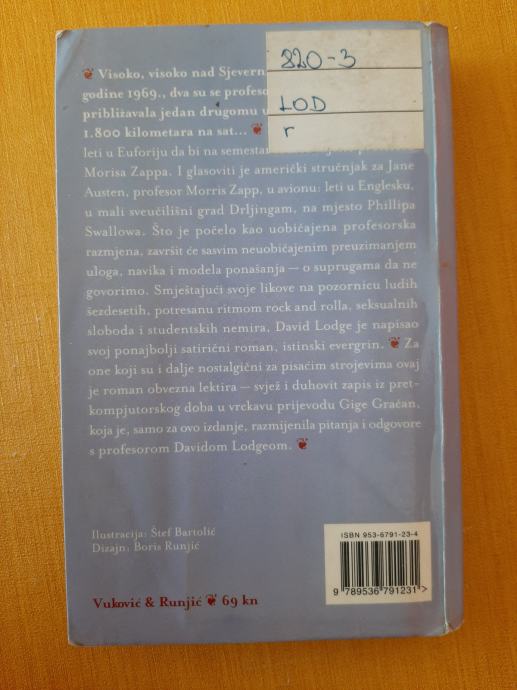 ❦ Visoko, visoko nad Sjevern
godine 1969., dva su se profeso
približavala jedan drugomu u
1.800 kilometara na sat... ❦
leti u Euforiju da bi na semestar
Morisa Zappa. I glasoviti je američki stručnjak za Jane
Austen, profesor Morris Zapp, u avionu: leti u Englesku,
u mali sveučilišni grad Drljingam, na mjesto Phillipa
Swallowa. Što je počelo kao uobičajena profesorska
razmjena, završit će sasvim neuobičajenim preuzimanjem
uloga, navika i modela ponašanja — o suprugama da ne
govorimo. Smještajući svoje likove na pozornicu ludih
šezdesetih, potresanu ritmom rock and rolla, seksualnih
sloboda i studentskih nemira, David Lodge je napisao
svoj ponajbolji satirični roman, istinski evergrin. ❦ Za
one koji su i dalje nostalgični za pisaćim strojevima ovaj
je roman obvezna lektira — svjež i duhovit zapis iz pret-
kompjutorskog doba u vrckavu prijevodu Gige Gračan,
koja je, samo za ovo izdanje, razmijenila pitanja i odgovore
s profesorom Davidom Lodgeom. ❦
820-3
LOD
r
Ilustracija: Štef Bartolić
Dizajn: Boris Runjić
Vuković & Runjić ❦ 69 kn
ISBN 953-6791-23-4
9 789536 791231 >